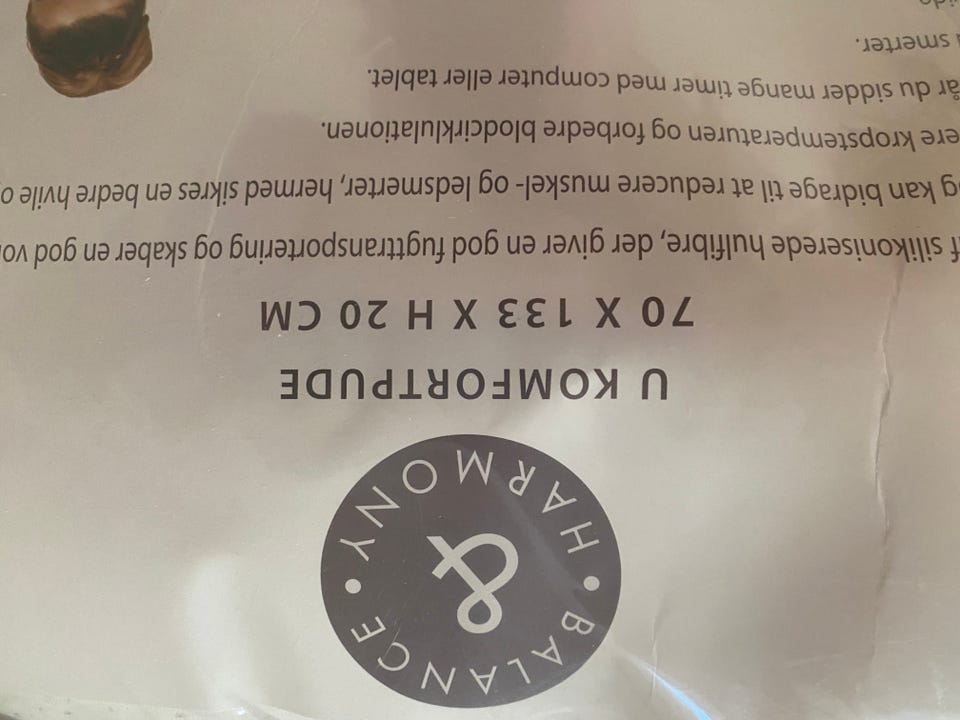 BALANCE & HARMONY
U KOMFORTPUDE
70 X 133 X H 20 CM
silikoniserede hulfibre, der giver en god fugttransportering og skaber en god
kan bidrage til at reducere muskel- og ledsmerter, hermed sikres en bedre hvile
kropstemperaturen og forbedre blodcirklulationen.
du sidder mange timer med computer eller tablet.
smerter.